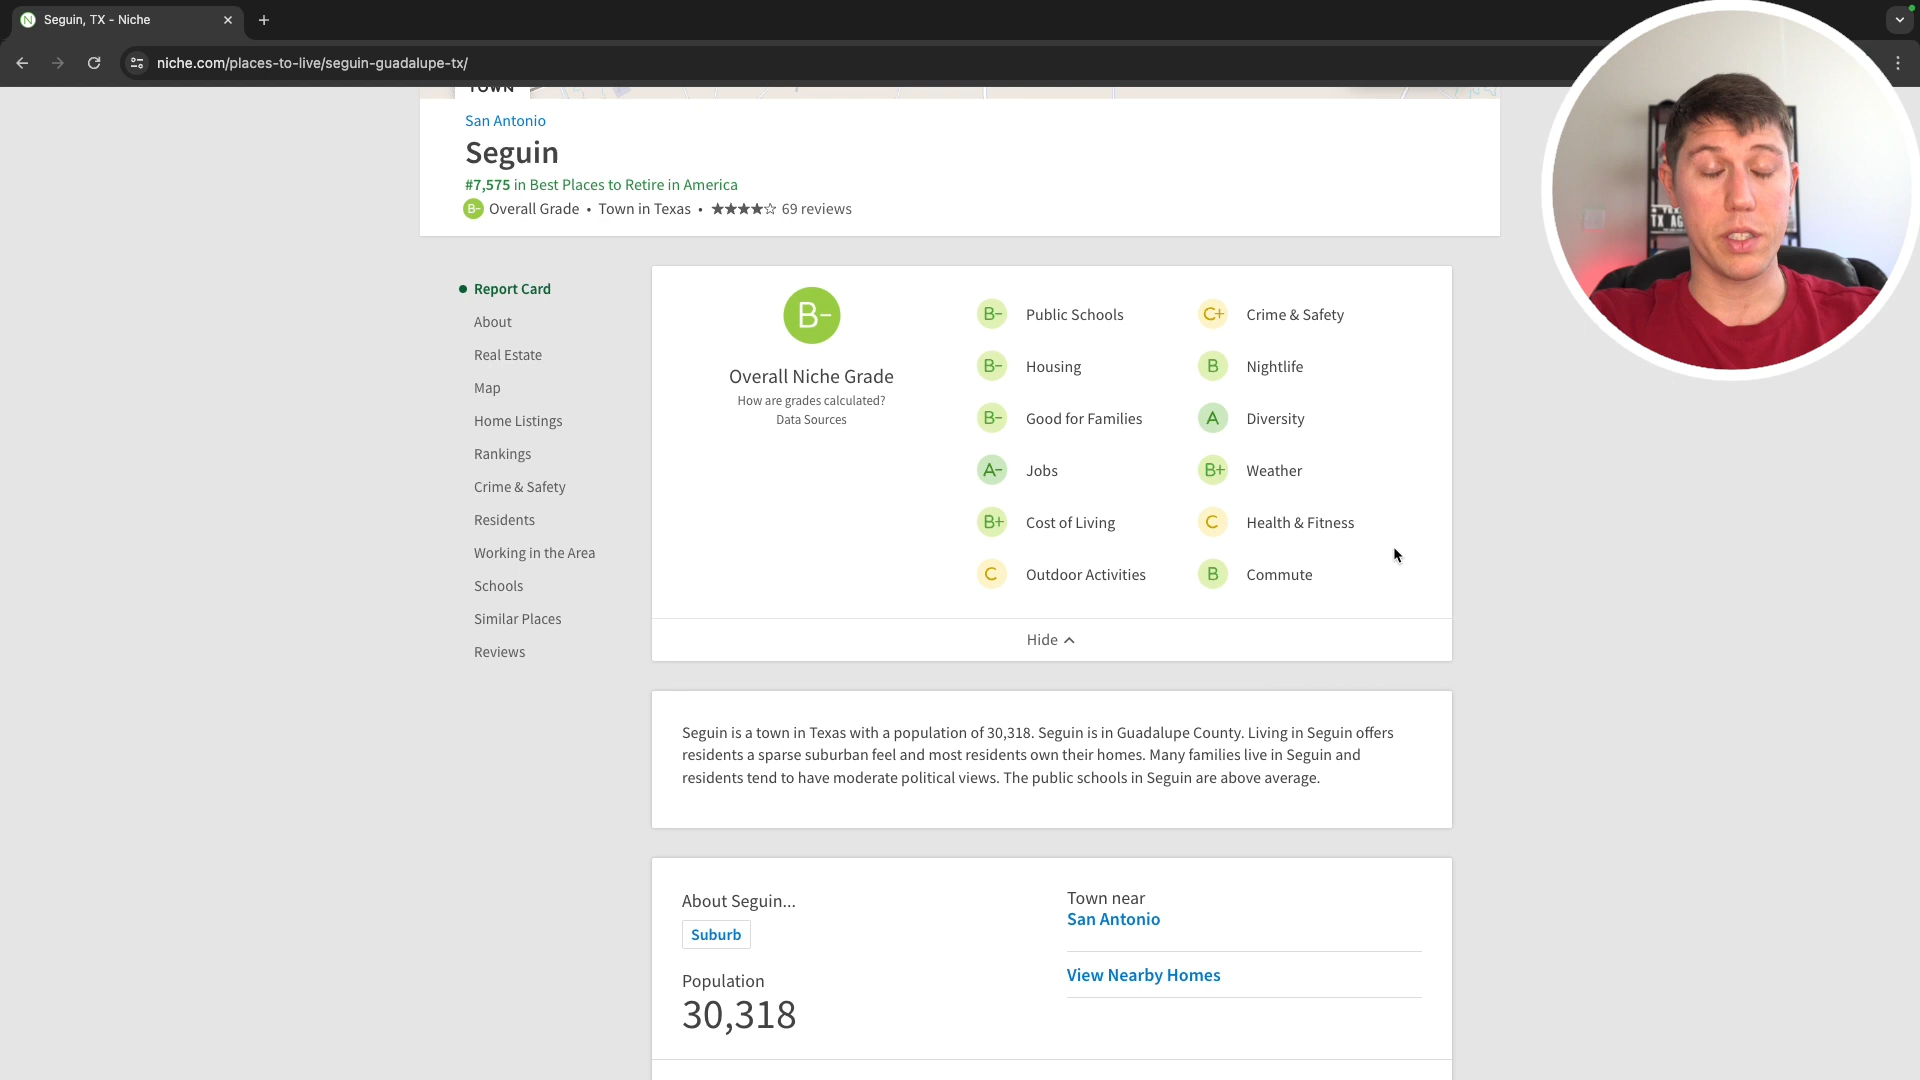 Seguin, TX - Niche
niche.com/places-to-live/seguin-guadalupe-tx/
TOWN
San Antonio
Seguin
#7,575 in Best Places to Retire in America
B- Overall Grade • Town in Texas • ★★★★☆ 69 reviews
Report Card
About
Real Estate
Map
Home Listings
Rankings
Crime & Safety
Residents
Working in the Area
Schools
Similar Places
Reviews
B-
Overall Niche Grade
How are grades calculated?
Data Sources
B- Public Schools
C+ Crime & Safety
B- Housing
B Nightlife
B- Good for Families
A Diversity
A- Jobs
B+ Weather
B+ Cost of Living
C Health & Fitness
C Outdoor Activities
B Commute
Hide
Seguin is a town in Texas with a population of 30,318. Seguin is in Guadalupe County. Living in Seguin offers
residents a sparse suburban feel and most residents own their homes. Many families live in Seguin and
residents tend to have moderate political views. The public schools in Seguin are above average.
About Seguin...
Suburb
Population
30,318
Town near
San Antonio
View Nearby Homes